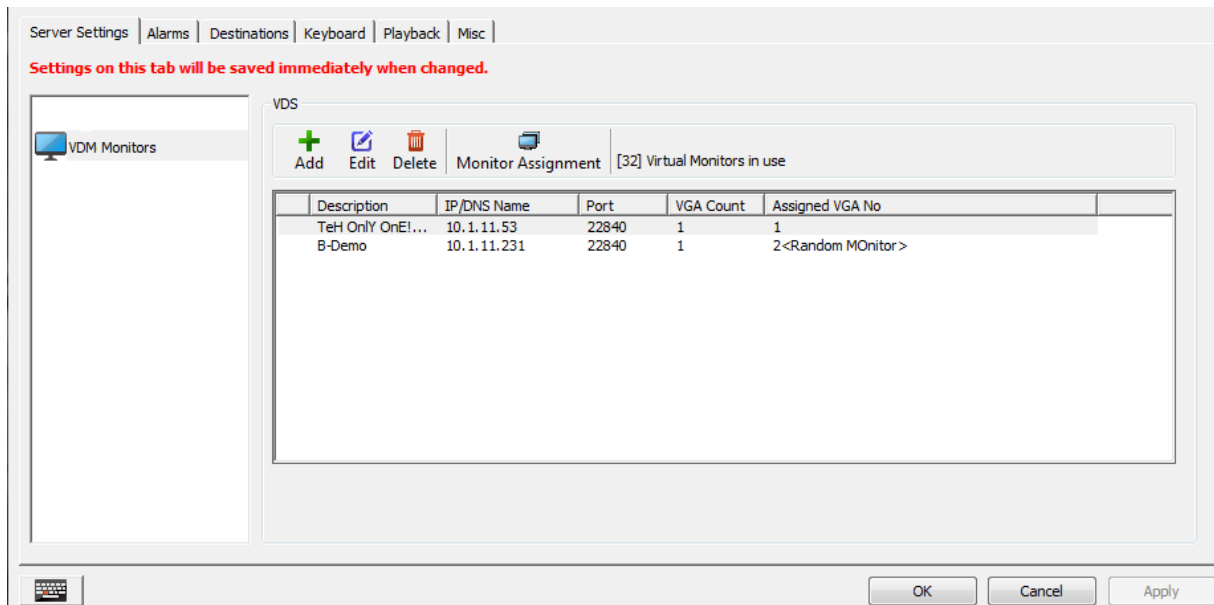 Server Settings Alarms Destinations Keyboard Playback Misc
Settings on this tab will be saved immediately when changed.
VDS
VDM Monitors
Add Edit Delete Monitor Assignment [32] Virtual Monitors in use
Description IP/DNS Name Port VGA Count Assigned VGA No
TeH OnlY OnE!... 10.1.11.53 22840 1 1
B-Demo 10.1.11.231 22840 1 2<Random MOnitor>
OK Cancel Apply